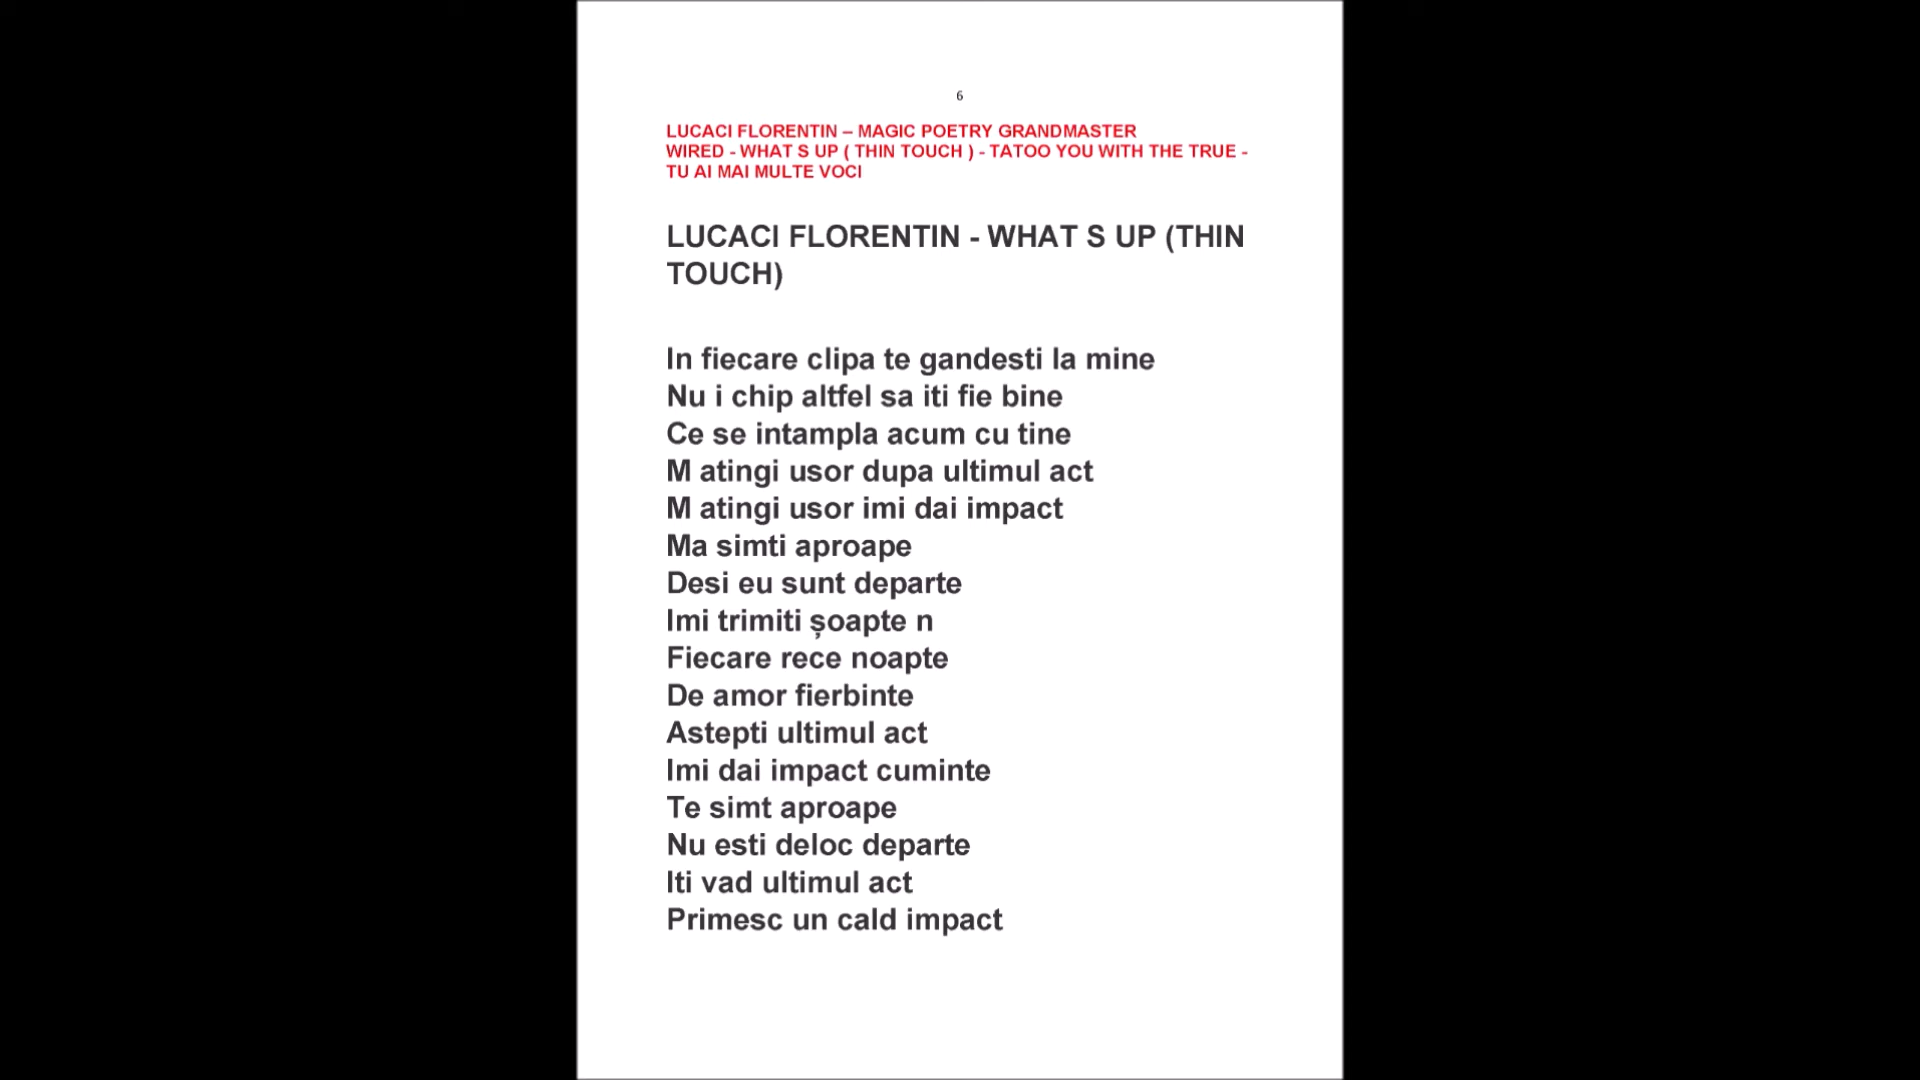 6
LUCACI FLORENTIN – MAGIC POETRY GRANDMASTER
WIRED - WHAT S UP ( THIN TOUCH ) - TATOO YOU WITH THE TRUE -
TU AI MAI MULTE VOCI
LUCACI FLORENTIN - WHAT S UP (THIN
TOUCH)
In fiecare clipa te gandesti la mine
Nu i chip altfel sa iti fie bine
Ce se intampla acum cu tine
M atingi usor dupa ultimul act
M atingi usor imi dai impact
Ma simti aproape
Desi eu sunt departe
Imi trimiti șoapte n
Fiecare rece noapte
De amor fierbinte
Astepti ultimul act
Imi dai impact cuminte
Te simt aproape
Nu esti deloc departe
Iti vad ultimul act
Primesc un cald impact